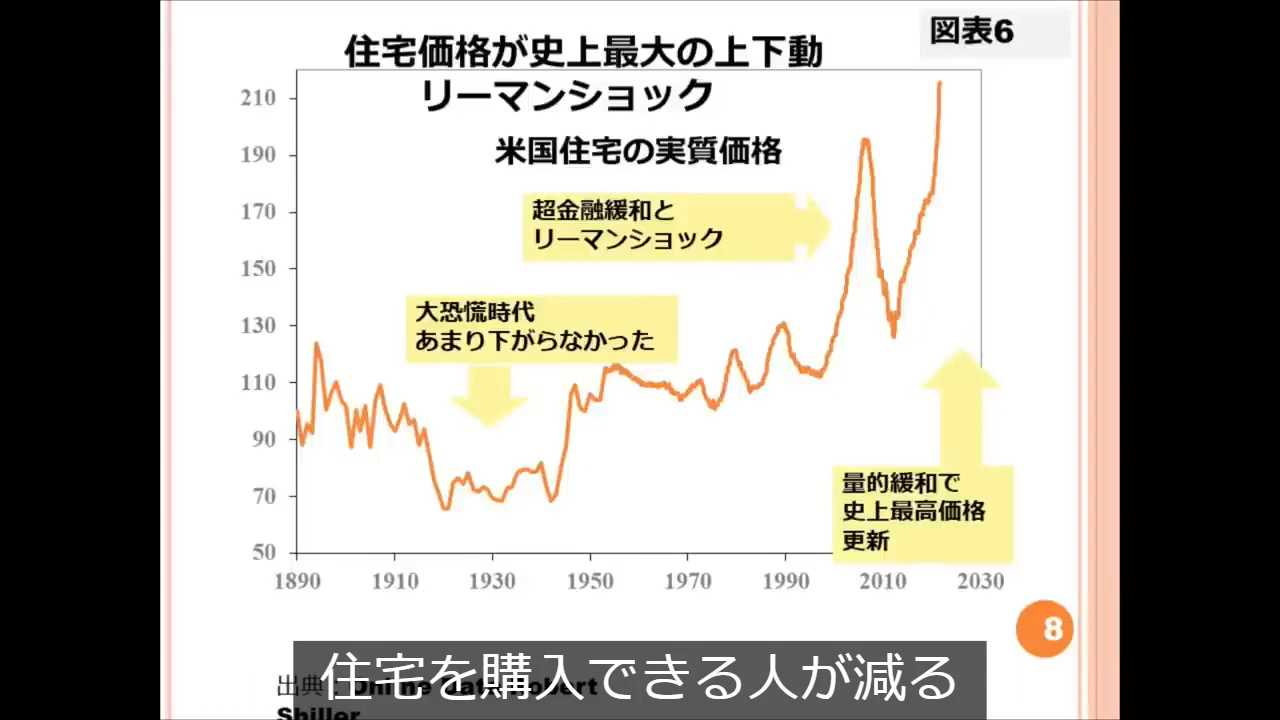 図表6
住宅価格が史上最大の上下動
リーマンショック
米国住宅の実質価格
超金融緩和と
リーマンショック
大恐慌時代
あまり下がらなかった
量的緩和で
史上最高価格
更新
210
190
170
150
130
110
90
70
50
1890
1910
1930
1950
1970
1990
2010
2030
8
住宅を購入できる人が減る
出典：Online Data Robert
Shiller